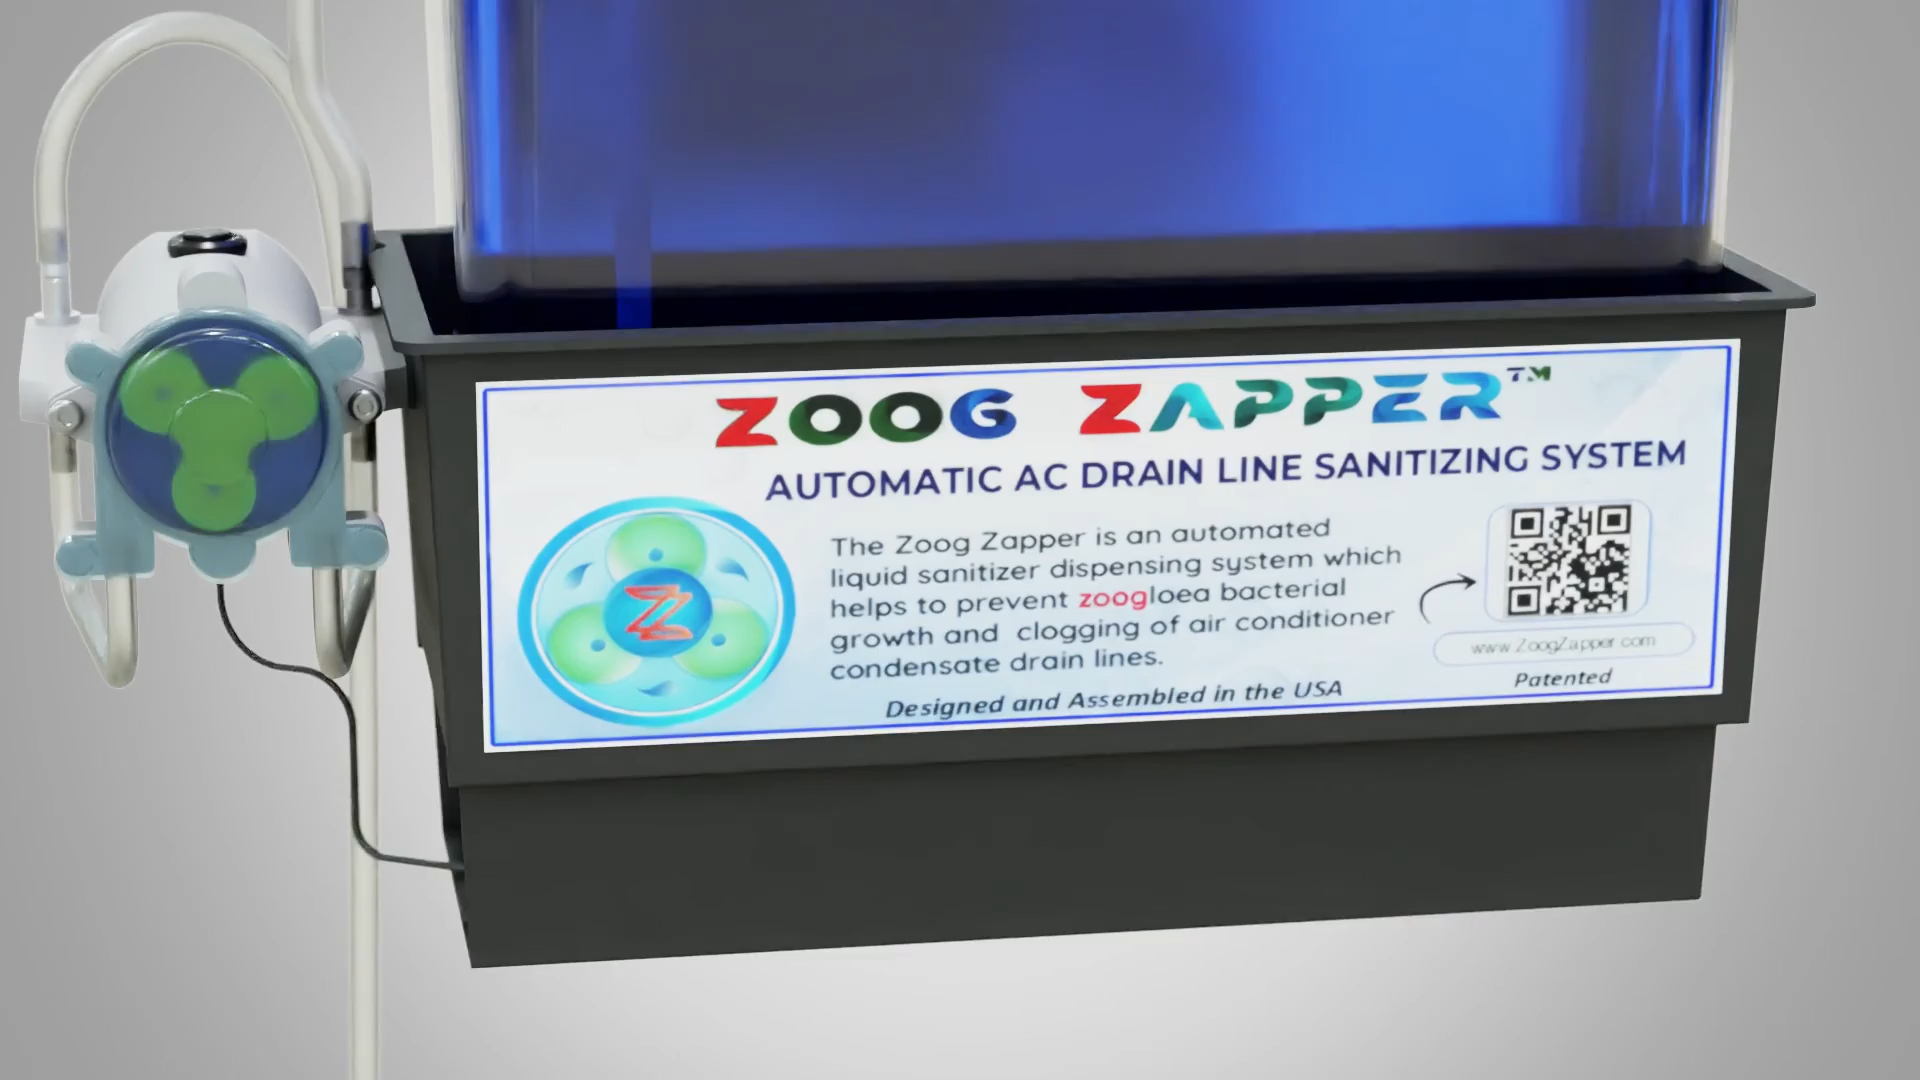 ZOOG ZAPPER™
AUTOMATIC AC DRAIN LINE SANITIZING SYSTEM
The Zoog Zapper is an automated
liquid sanitizer dispensing system which
helps to prevent zoogloea bacterial
growth and clogging of air conditioner
condensate drain lines.
Designed and Assembled in the USA
www.ZoogZapper.com
Patented